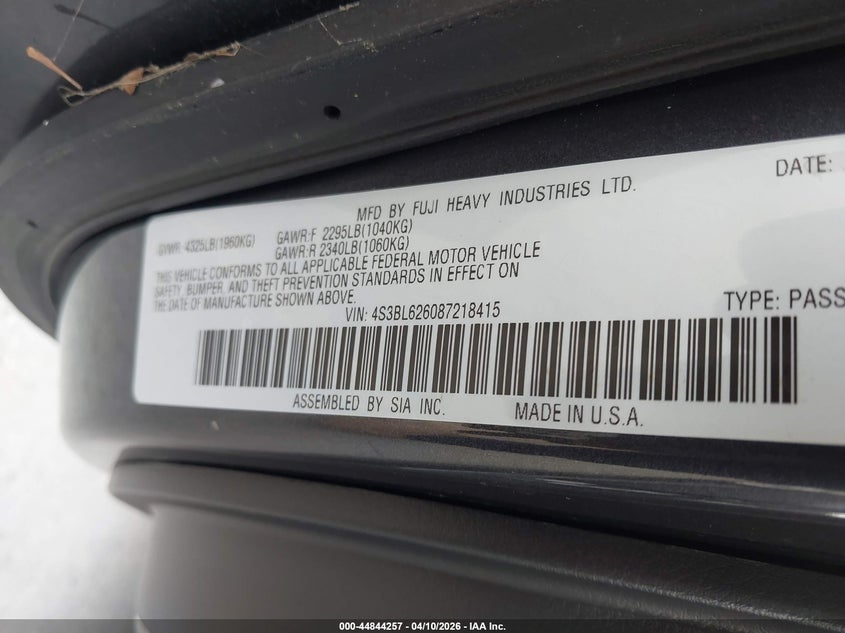 MFD BY FUJI HEAVY INDUSTRIES LTD.
DATE:
GVWR: 4325LB(1960KG)
GAWR:F 2295LB(1040KG)
GAWR:R 2340LB(1060KG)
THIS VEHICLE CONFORMS TO ALL APPLICABLE FEDERAL MOTOR VEHICLE
SAFETY, BUMPER, AND THEFT PREVENTION STANDARDS IN EFFECT ON
THE DATE OF MANUFACTURE SHOWN ABOVE.
VIN: 4S3BL626087218415
TYPE: PASS
ASSEMBLED BY SIA INC.
MADE IN U.S.A.
000-44844257 - 04/10/2026 - IAA Inc.